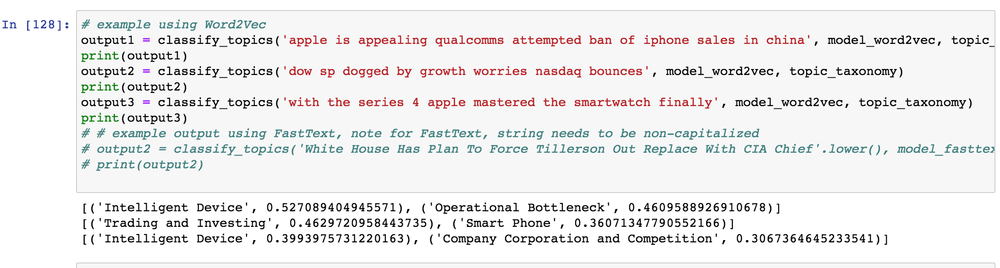 In [128]: # example using Word2Vec
output1 = classify_topics('apple is appealing qualcomms attempted ban of iphone sales in china', model_word2vec, topic_
print(output1)
output2 = classify_topics('dow sp dogged by growth worries nasdaq bounces', model_word2vec, topic_taxonomy)
print(output2)
output3 = classify_topics('with the series 4 apple mastered the smartwatch finally', model_word2vec, topic_taxonomy)
print(output3)
# # example output using FastText, note for FastText, string needs to be non-capitalized
# output2 = classify_topics('White House Has Plan To Force Tillerson Out Replace With CIA Chief'.lower(), model_fasttex
# print(output2)
[('Intelligent Device', 0.527089404945571), ('Operational Bottleneck', 0.4609588926910678)]
[('Trading and Investing', 0.4629720958443735), ('Smart Phone', 0.36071347790552166)]
[('Intelligent Device', 0.3993975731220163), ('Company Corporation and Competition', 0.3067364645233541)]